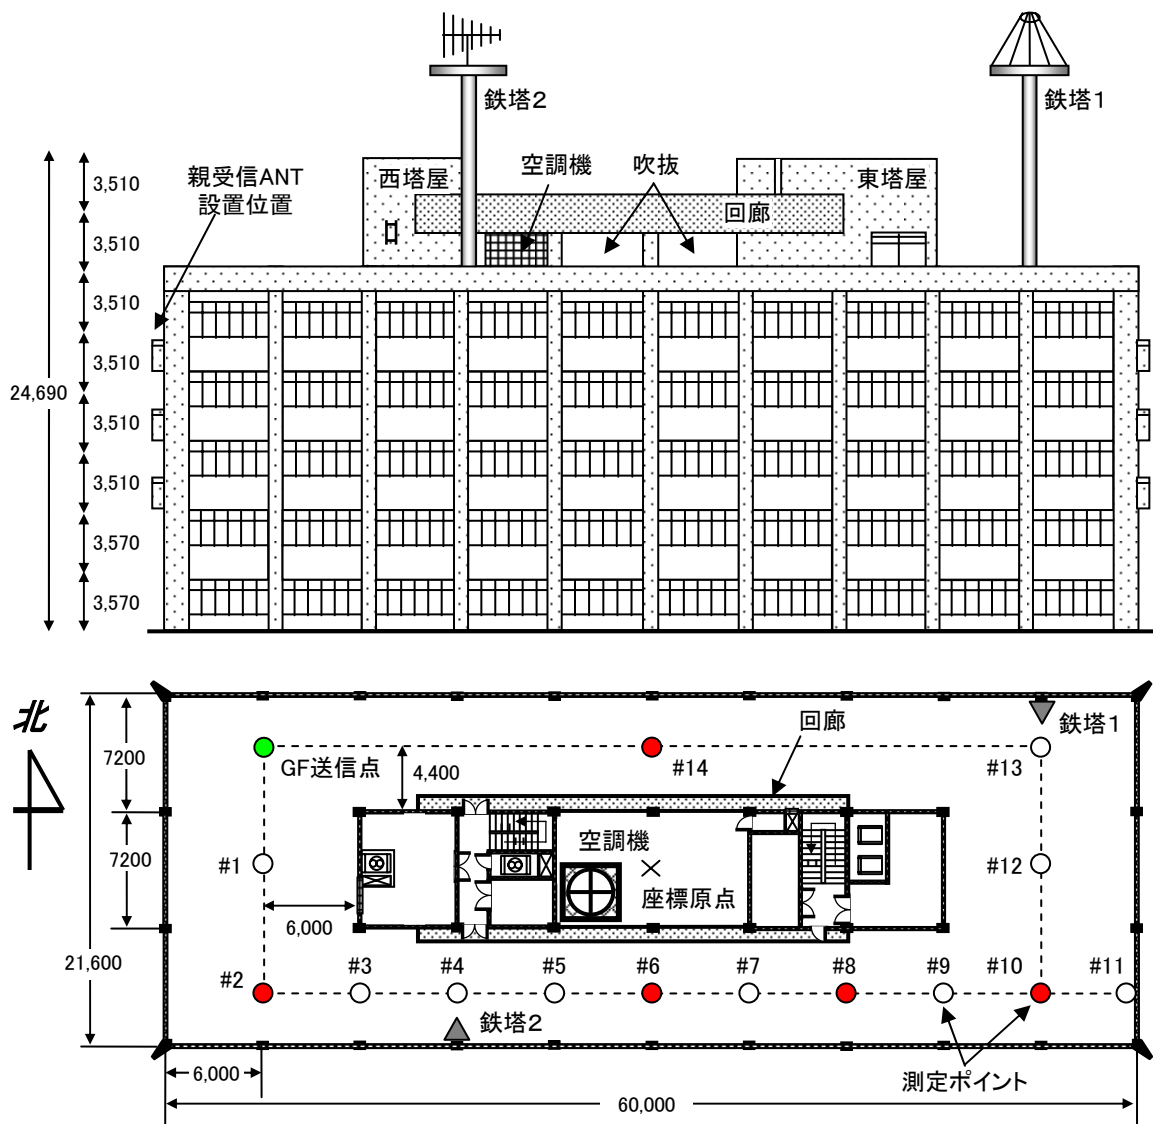 鉄塔2
鉄塔1
親受信ANT
設置位置
西塔屋
空調機
吹抜
東塔屋
回廊
3,510
3,510
3,510
3,510
3,510
3,510
3,570
3,570
24,690
北
7200
7200
21,600
GF送信点
4,400
#14
回廊
鉄塔1
#13
#1
空調機
座標原点
#12
6,000
#2
#3
#4
#5
#6
#7
#8
#9
#10
#11
鉄塔2
測定ポイント
6,000
60,000